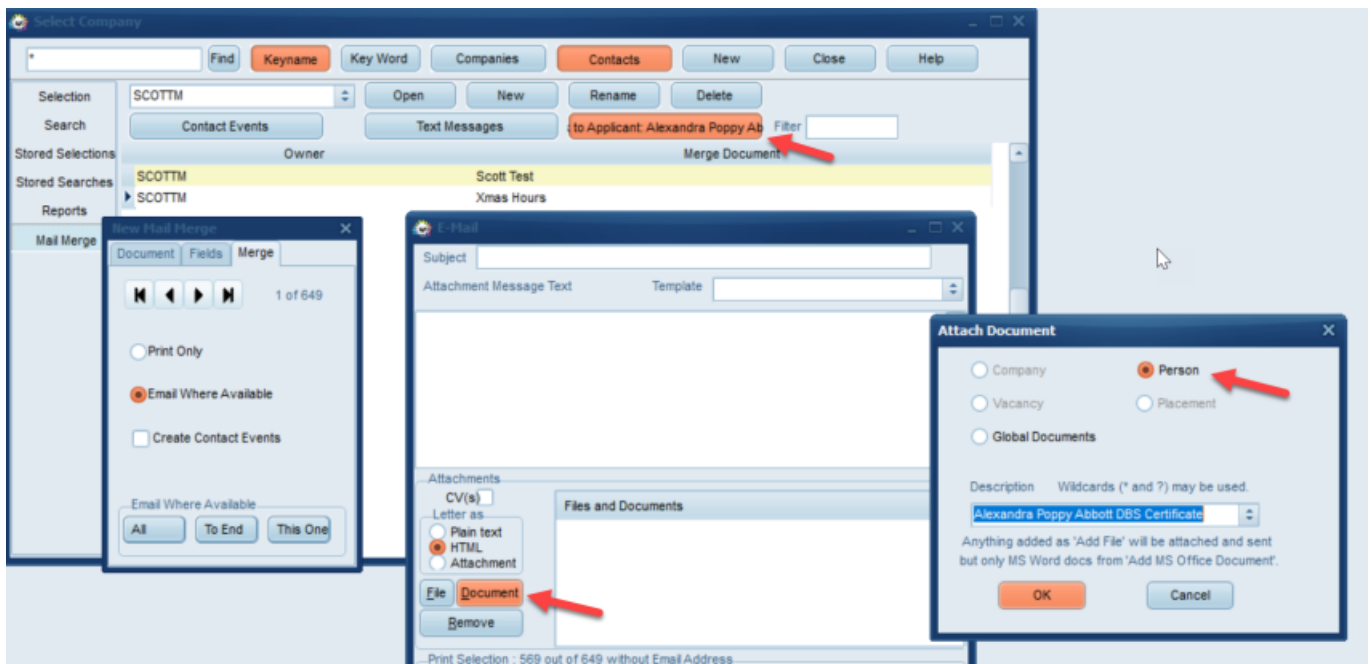 Select Company
* Find Keyname Key Word Companies Contacts New Close Help
Selection SCOTTM Open New Rename Delete
Search Contact Events Text Messages to Applicant: Alexandra Poppy Ab Filter
Stored Selections Owner Merge Document
Stored Searches SCOTTM Scott Test
SCOTTM Xmas Hours
Reports
Mail Merge
New Mail Merge
Document Fields Merge
1 of 649
Print Only
Email Where Available
Create Contact Events
Email Where Available
All To End This One
E-Mail
Subject
Attachment Message Text Template
Attachments
CV(s)
Letter as
Files and Documents
Plain text
HTML
Attachment
File Document
Remove
Print Selection : 569 out of 649 without Email Address
Attach Document
Company Person
Vacancy Placement
Global Documents
Description Wildcards (* and ?) may be used.
Alexandra Poppy Abbott DBS Certificate
Anything added as 'Add File' will be attached and sent
but only MS Word docs from 'Add MS Office Document'.
OK Cancel